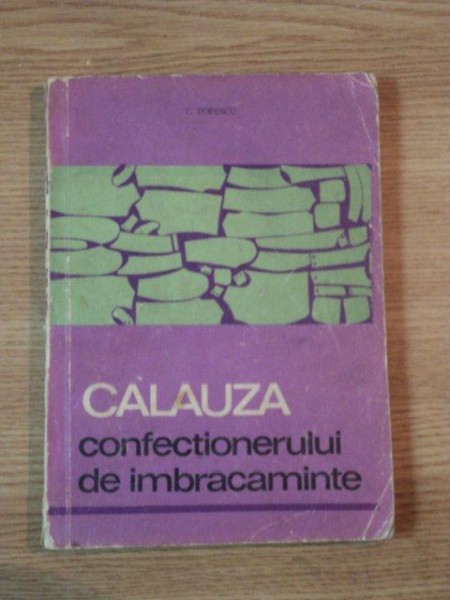 C. POPESCU
CALAUZA
confectionerului
de imbracaminte